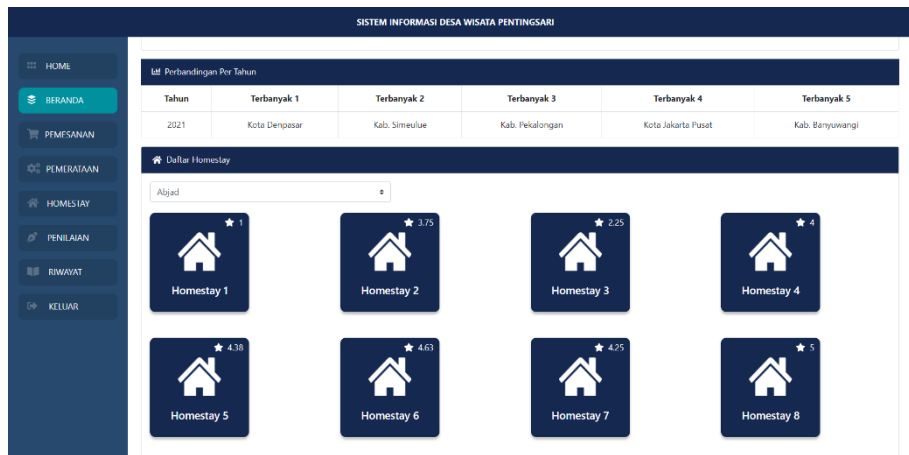 SISTEM INFORMASI DESA WISATA PENTINGSARI
HOME
BERANDA
PEMESANAN
PEMERATAAN
HOMESTAY
PENILAIAN
RIWAYAT
KELUAR
Perbandingan Per Tahun
Tahun Terbanyak 1 Terbanyak 2 Terbanyak 3 Terbanyak 4 Terbanyak 5
2021 Kota Denpasar Kab. Simeulue Kab. Pekalongan Kota Jakarta Pusat Kab. Banyuwangi
Daftar Homestay
Abjad
1 3.75 2.25 4
Homestay 1 Homestay 2 Homestay 3 Homestay 4
4.38 4.63 4.25 5
Homestay 5 Homestay 6 Homestay 7 Homestay 8